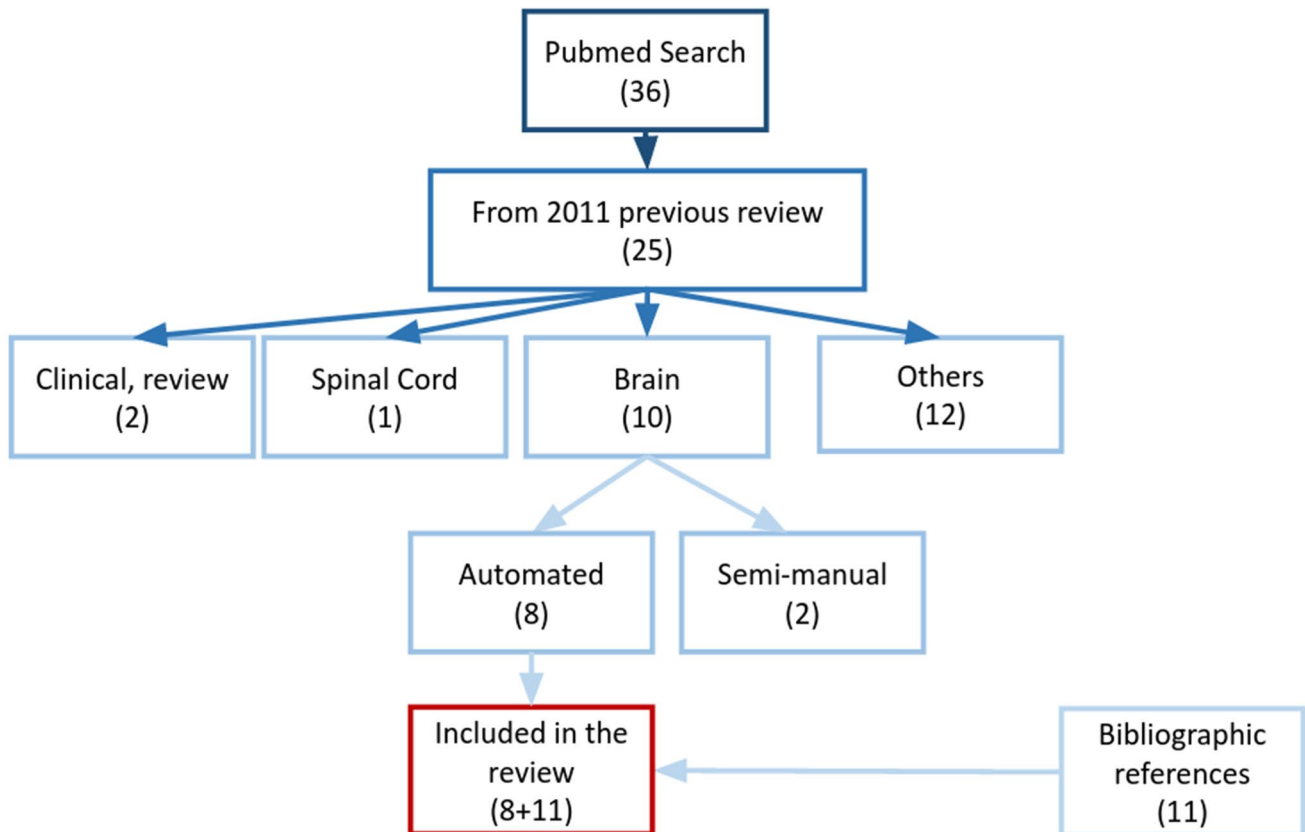 Pubmed Search
(36)
From 2011 previous review
(25)
Clinical, review
(2)
Spinal Cord
(1)
Brain
(10)
Others
(12)
Automated
(8)
Semi-manual
(2)
Included in the
review
(8+11)
Bibliographic
references
(11)